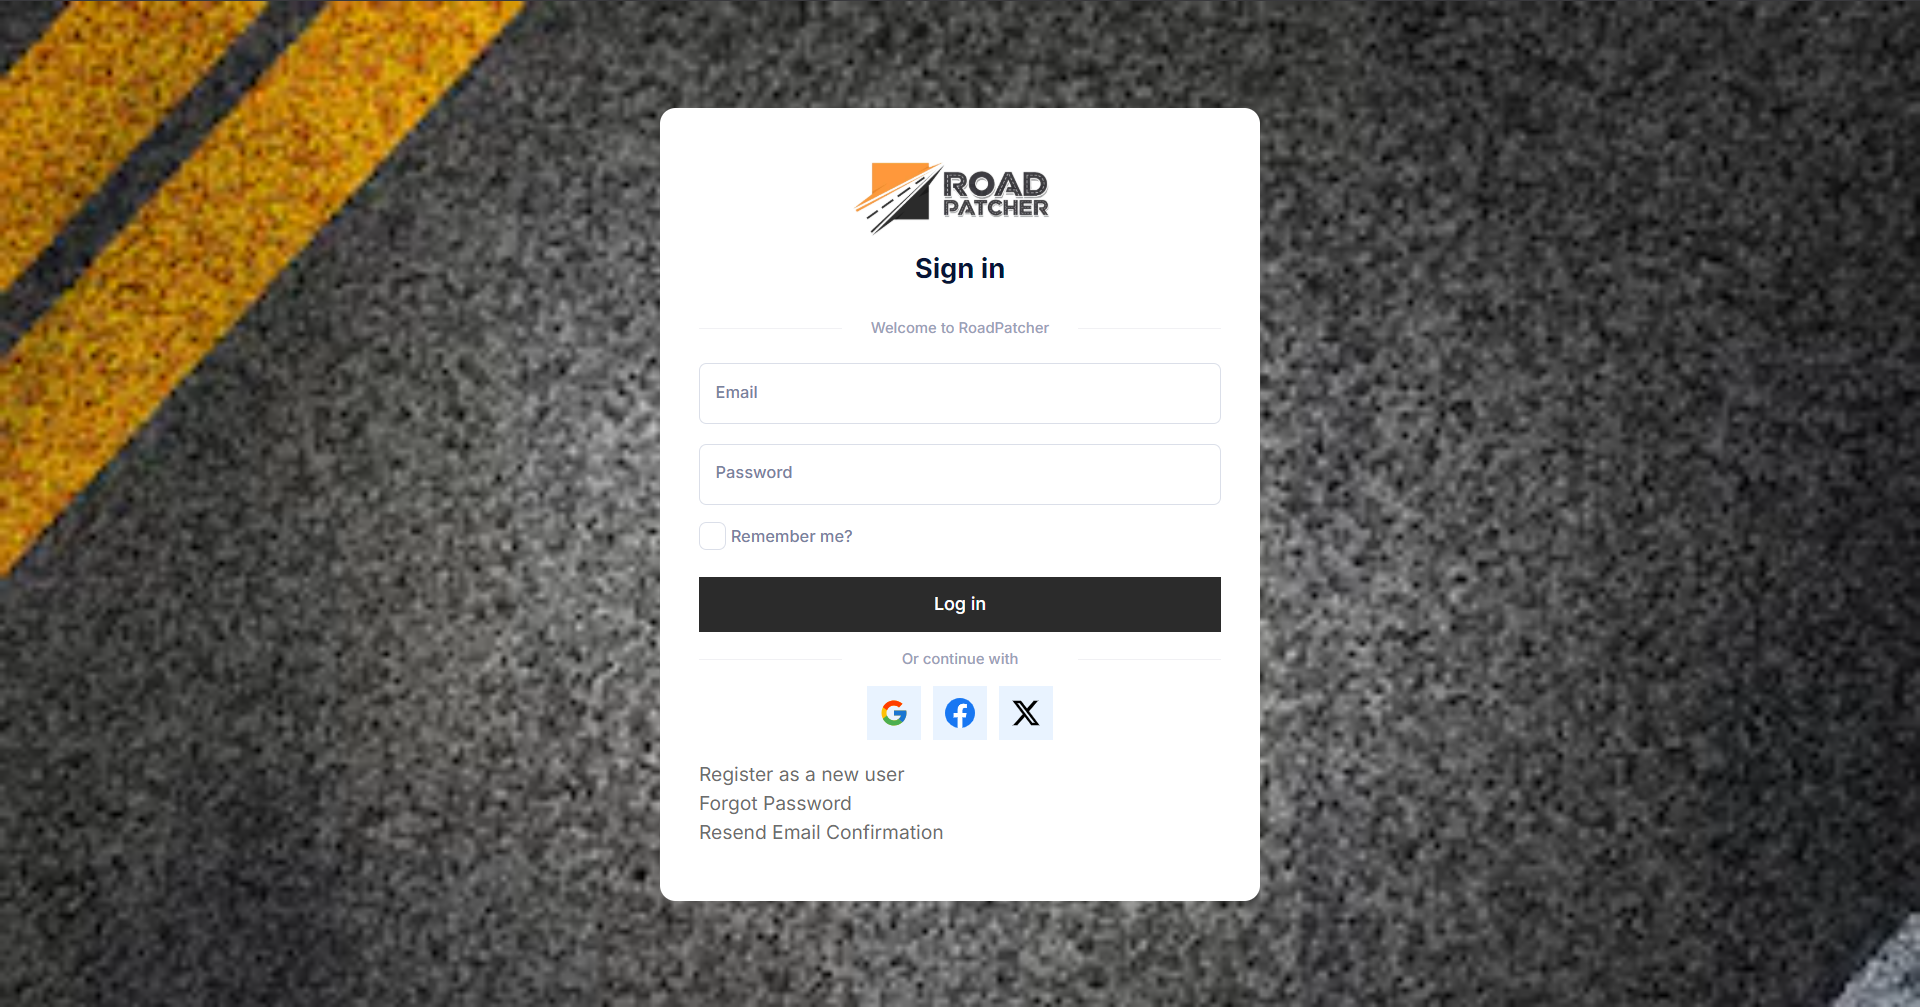 ROAD
PATCHER
Sign in
Welcome to RoadPatcher
Email
Password
Remember me?
Log in
Or continue with
Register as a new user
Forgot Password
Resend Email Confirmation